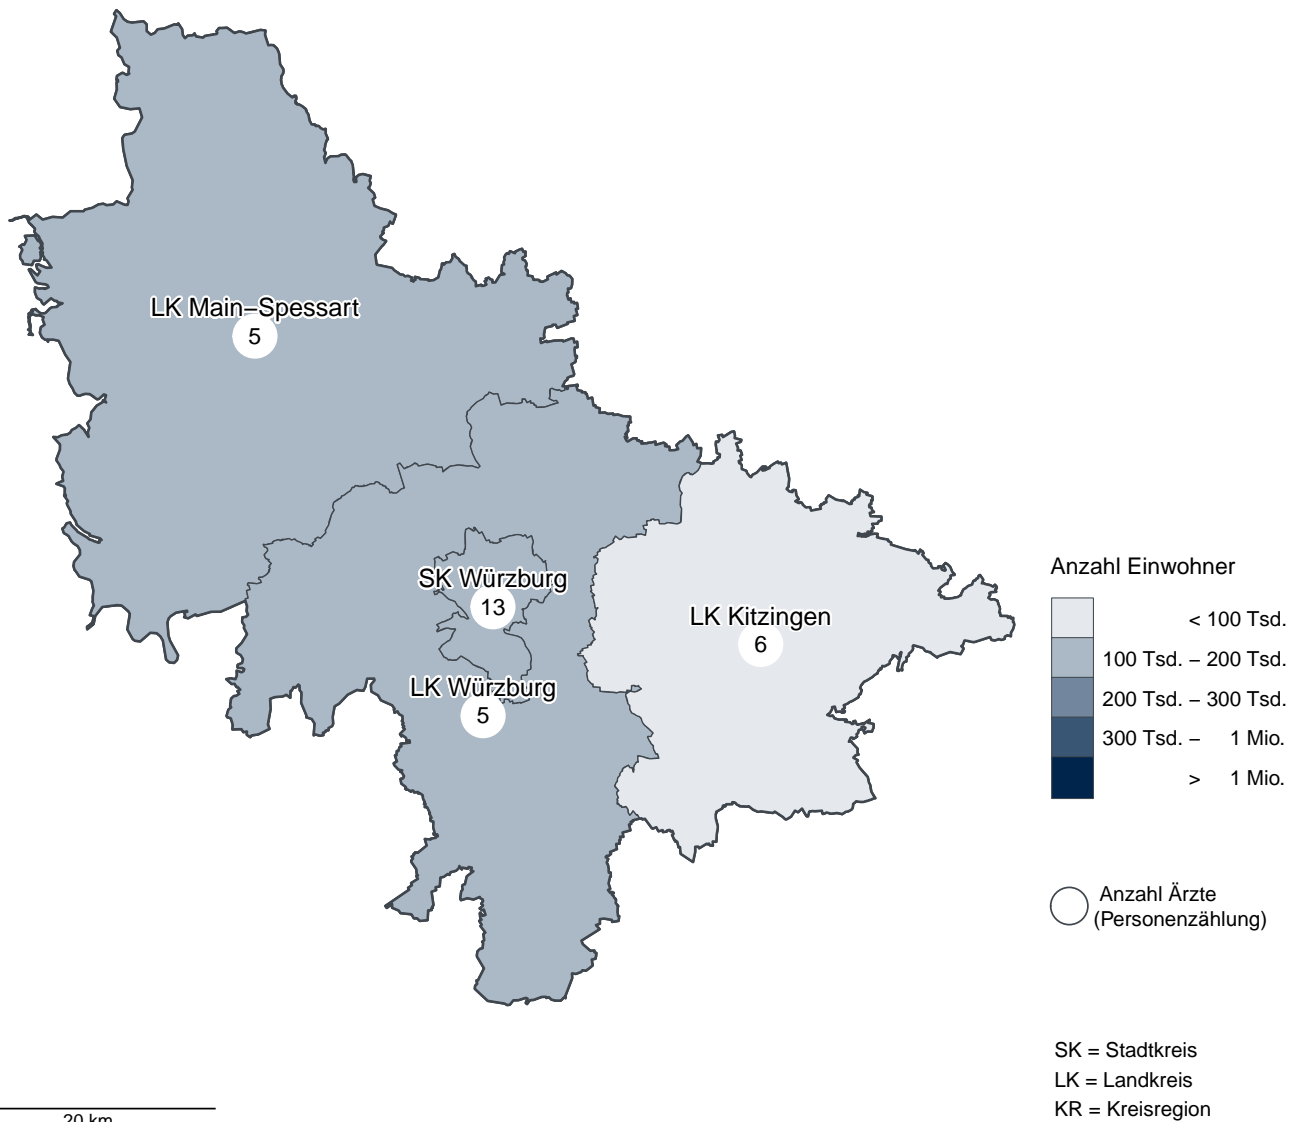 LK Main–Spessart
5
SK Würzburg
13
LK Kitzingen
6
LK Würzburg
5
Anzahl Einwohner
< 100 Tsd.
100 Tsd. – 200 Tsd.
200 Tsd. – 300 Tsd.
300 Tsd. – 1 Mio.
> 1 Mio.
Anzahl Ärzte
(Personenzählung)
SK = Stadtkreis
LK = Landkreis
KR = Kreisregion
20 km